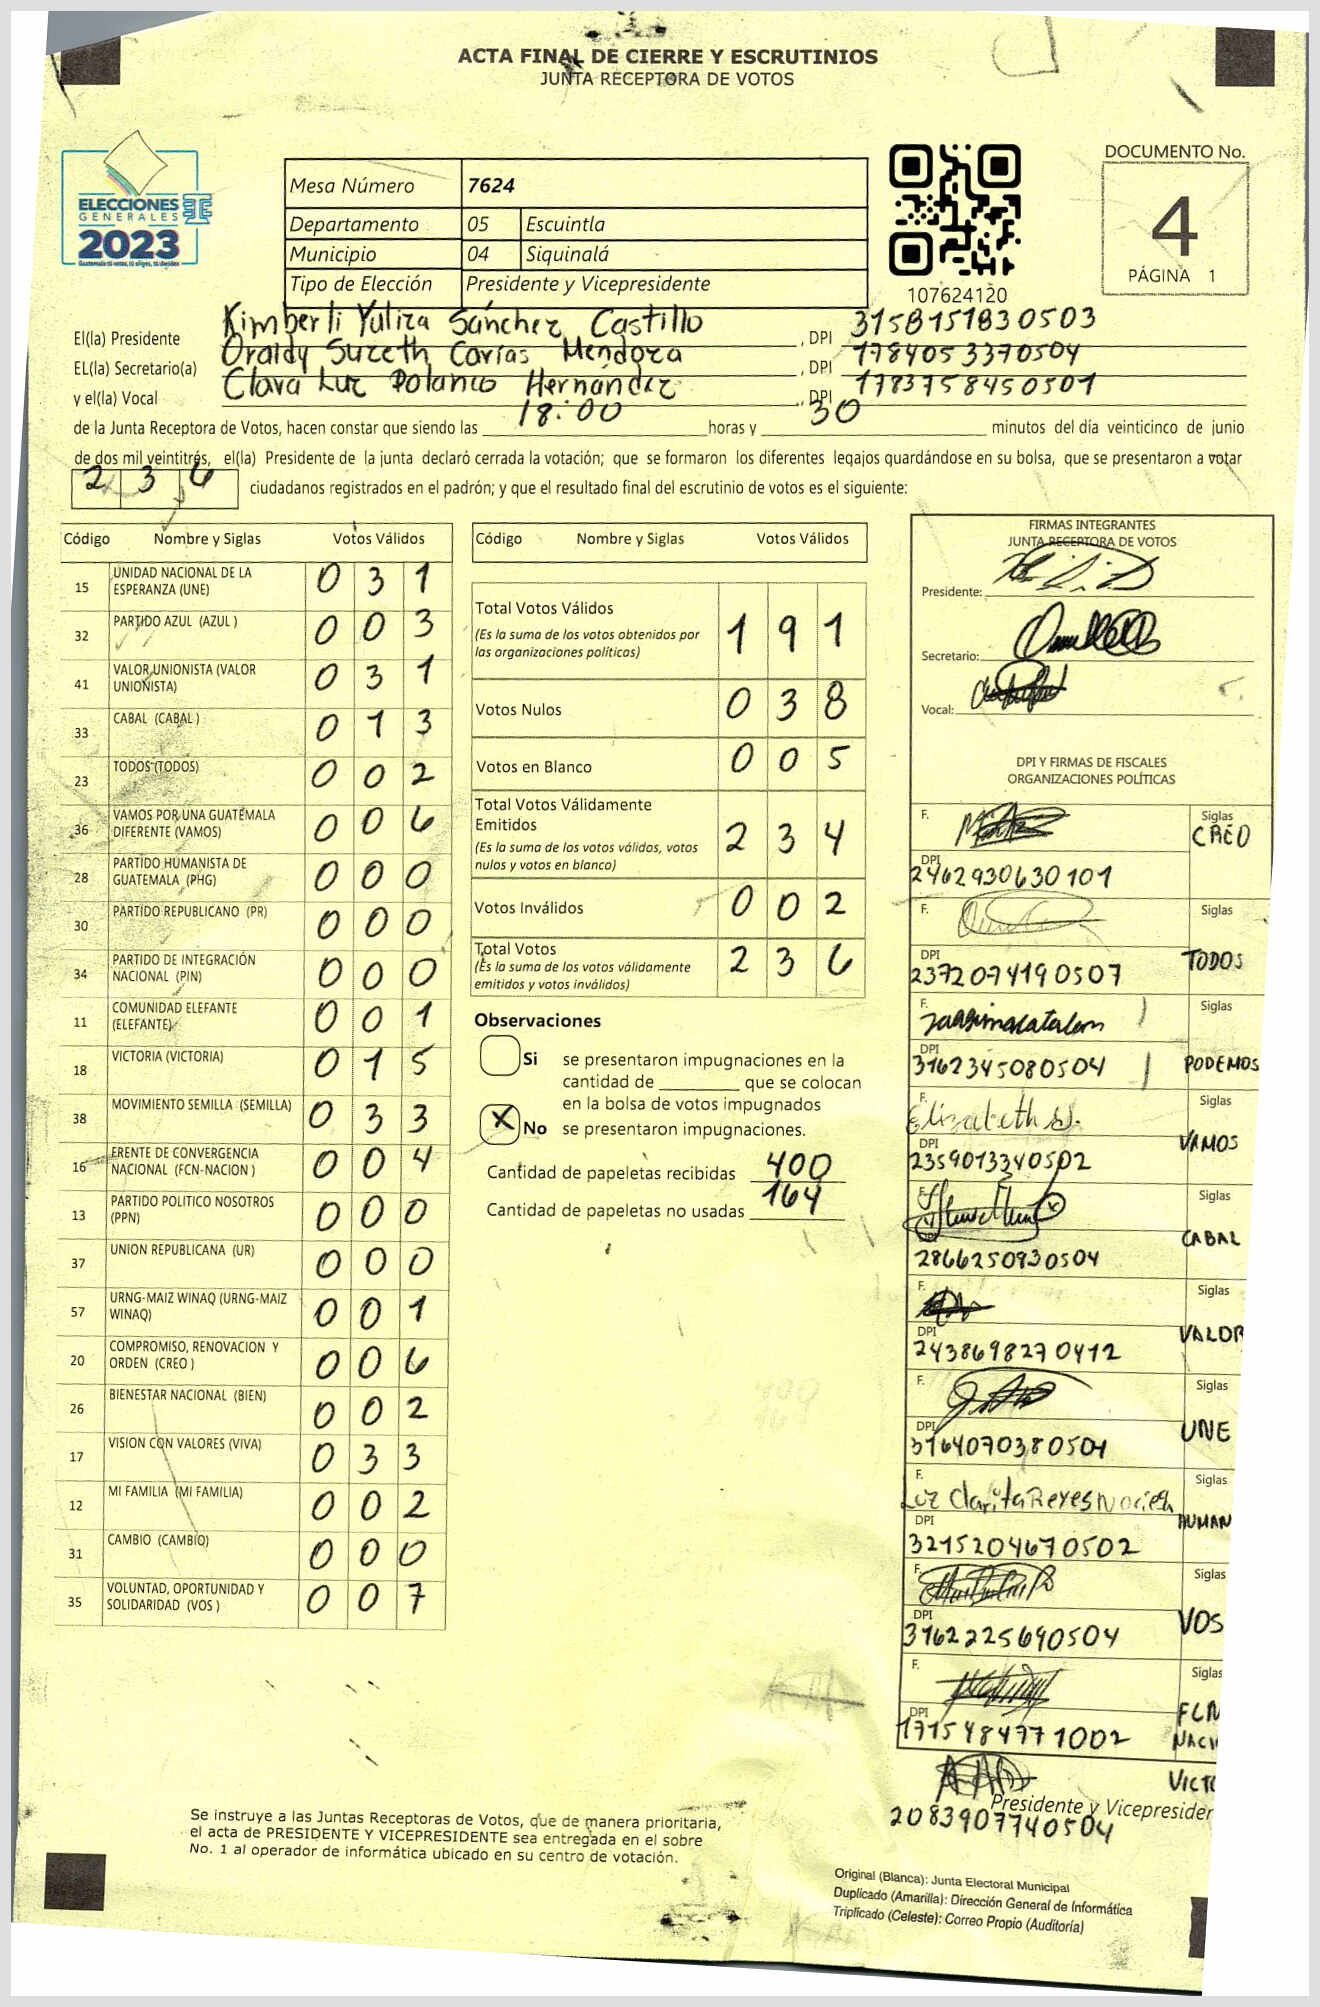 ACTA FINAL DE CIERRE Y ESCRUTINIOS
JUNTA RECEPTORA DE VOTOS
ELECCIONES
GENERALES
2023
Mesa Número 7624
Departamento 05 Escuintla
Municipio 04 Siquinalá
Tipo de Elección Presidente y Vicepresidente
107624120
DOCUMENTO No.
4
PÁGINA 1
El(la) Presidente Kimberli Yuliza Sánchez Castillo, DPI 3158151830503
EL(la) Secretario(a) Oraldy Suzeth Carías Mendoza, DPI 1784053370504
y el(la) Vocal Clara Luz Polanco Hernández, DPI 1783758450501
de la Junta Receptora de Votos, hacen constar que siendo las 18:00 horas y 30 minutos del día veinticinco de junio
de dos mil veintitrés, el(la) Presidente de la junta declaró cerrada la votación; que se formaron los diferentes legajos guardándose en su bolsa, que se presentaron a votar
236 ciudadanos registrados en el padrón; y que el resultado final del escrutinio de votos es el siguiente:
Código Nombre y Siglas Votos Válidos
15 UNIDAD NACIONAL DE LA ESPERANZA (UNE) 0 3 1
32 PARTIDO AZUL (AZUL ) 0 0 3
41 VALOR UNIONISTA (VALOR UNIONISTA) 0 3 1
33 CABAL (CABAL ) 0 1 3
23 TODOS (TODOS) 0 0 2
36 VAMOS POR UNA GUATEMALA DIFERENTE (VAMOS) 0 0 6
28 PARTIDO HUMANISTA DE GUATEMALA (PHG) 0 0 0
30 PARTIDO REPUBLICANO (PR) 0 0 0
34 PARTIDO DE INTEGRACIÓN NACIONAL (PIN) 0 0 0
11 COMUNIDAD ELEFANTE (ELEFANTE) 0 0 1
18 VICTORIA (VICTORIA) 0 1 5
38 MOVIMIENTO SEMILLA (SEMILLA) 0 3 3
16 FRENTE DE CONVERGENCIA NACIONAL (FCN-NACION ) 0 0 4
13 PARTIDO POLITICO NOSOTROS (PPN) 0 0 0
37 UNION REPUBLICANA (UR) 0 0 0
57 URNG-MAIZ WINAQ (URNG-MAIZ WINAQ) 0 0 1
20 COMPROMISO, RENOVACION Y ORDEN (CREO ) 0 0 6
26 BIENESTAR NACIONAL (BIEN) 0 0 2
17 VISION CON VALORES (VIVA) 0 3 3
12 MI FAMILIA (MI FAMILIA) 0 0 2
31 CAMBIO (CAMBIO) 0 0 0
35 VOLUNTAD, OPORTUNIDAD Y SOLIDARIDAD (VOS ) 0 0 7
Código Nombre y Siglas Votos Válidos
Total Votos Válidos 1 9 1
(Es la suma de los votos obtenidos por
las organizaciones políticas)
Votos Nulos 0 3 8
Votos en Blanco 0 0 5
Total Votos Válidamente
Emitidos 2 3 4
(Es la suma de los votos válidos, votos
nulos y votos en blanco)
Votos Inválidos 0 0 2
Total Votos 2 3 6
(Es la suma de los votos válidamente
emitidos y votos inválidos)
Observaciones
Si se presentaron impugnaciones en la
cantidad de ________ que se colocan
en la bolsa de votos impugnados
X No se presentaron impugnaciones.
Cantidad de papeletas recibidas 400
Cantidad de papeletas no usadas 164
FIRMAS INTEGRANTES
JUNTA RECEPTORA DE VOTOS
Presidente:
Secretario:
Vocal:
DPI Y FIRMAS DE FISCALES
ORGANIZACIONES POLÍTICAS
F. Siglas CREO
DPI 2462930630101
F. Siglas TODOS
DPI 2372074190507
F. Siglas PODEMOS
DPI 3162345080504
F. Elizabeth Siglas VAMOS
DPI 2359013340502
F. Siglas CABAL
DPI 2866250930504
F. Siglas VALOR
DPI 2438698270412
F. Siglas UNE
DPI 3164070380501
F. Luz Clarita Reyes Siglas HUMAN
DPI 3215204670502
F. Siglas VOS
DPI 3162225690504
F. Siglas FCN NACI
DPI 1715484771002
VICTO
Presidente y Vicepresiden
2083907740504
Se instruye a las Juntas Receptoras de Votos, que de manera prioritaria,
el acta de PRESIDENTE Y VICEPRESIDENTE sea entregada en el sobre
No. 1 al operador de informática ubicado en su centro de votación.
Original (Blanca): Junta Electoral Municipal
Duplicado (Amarilla): Dirección General de Informática
Triplicado (Celeste): Correo Propio (Auditoría)